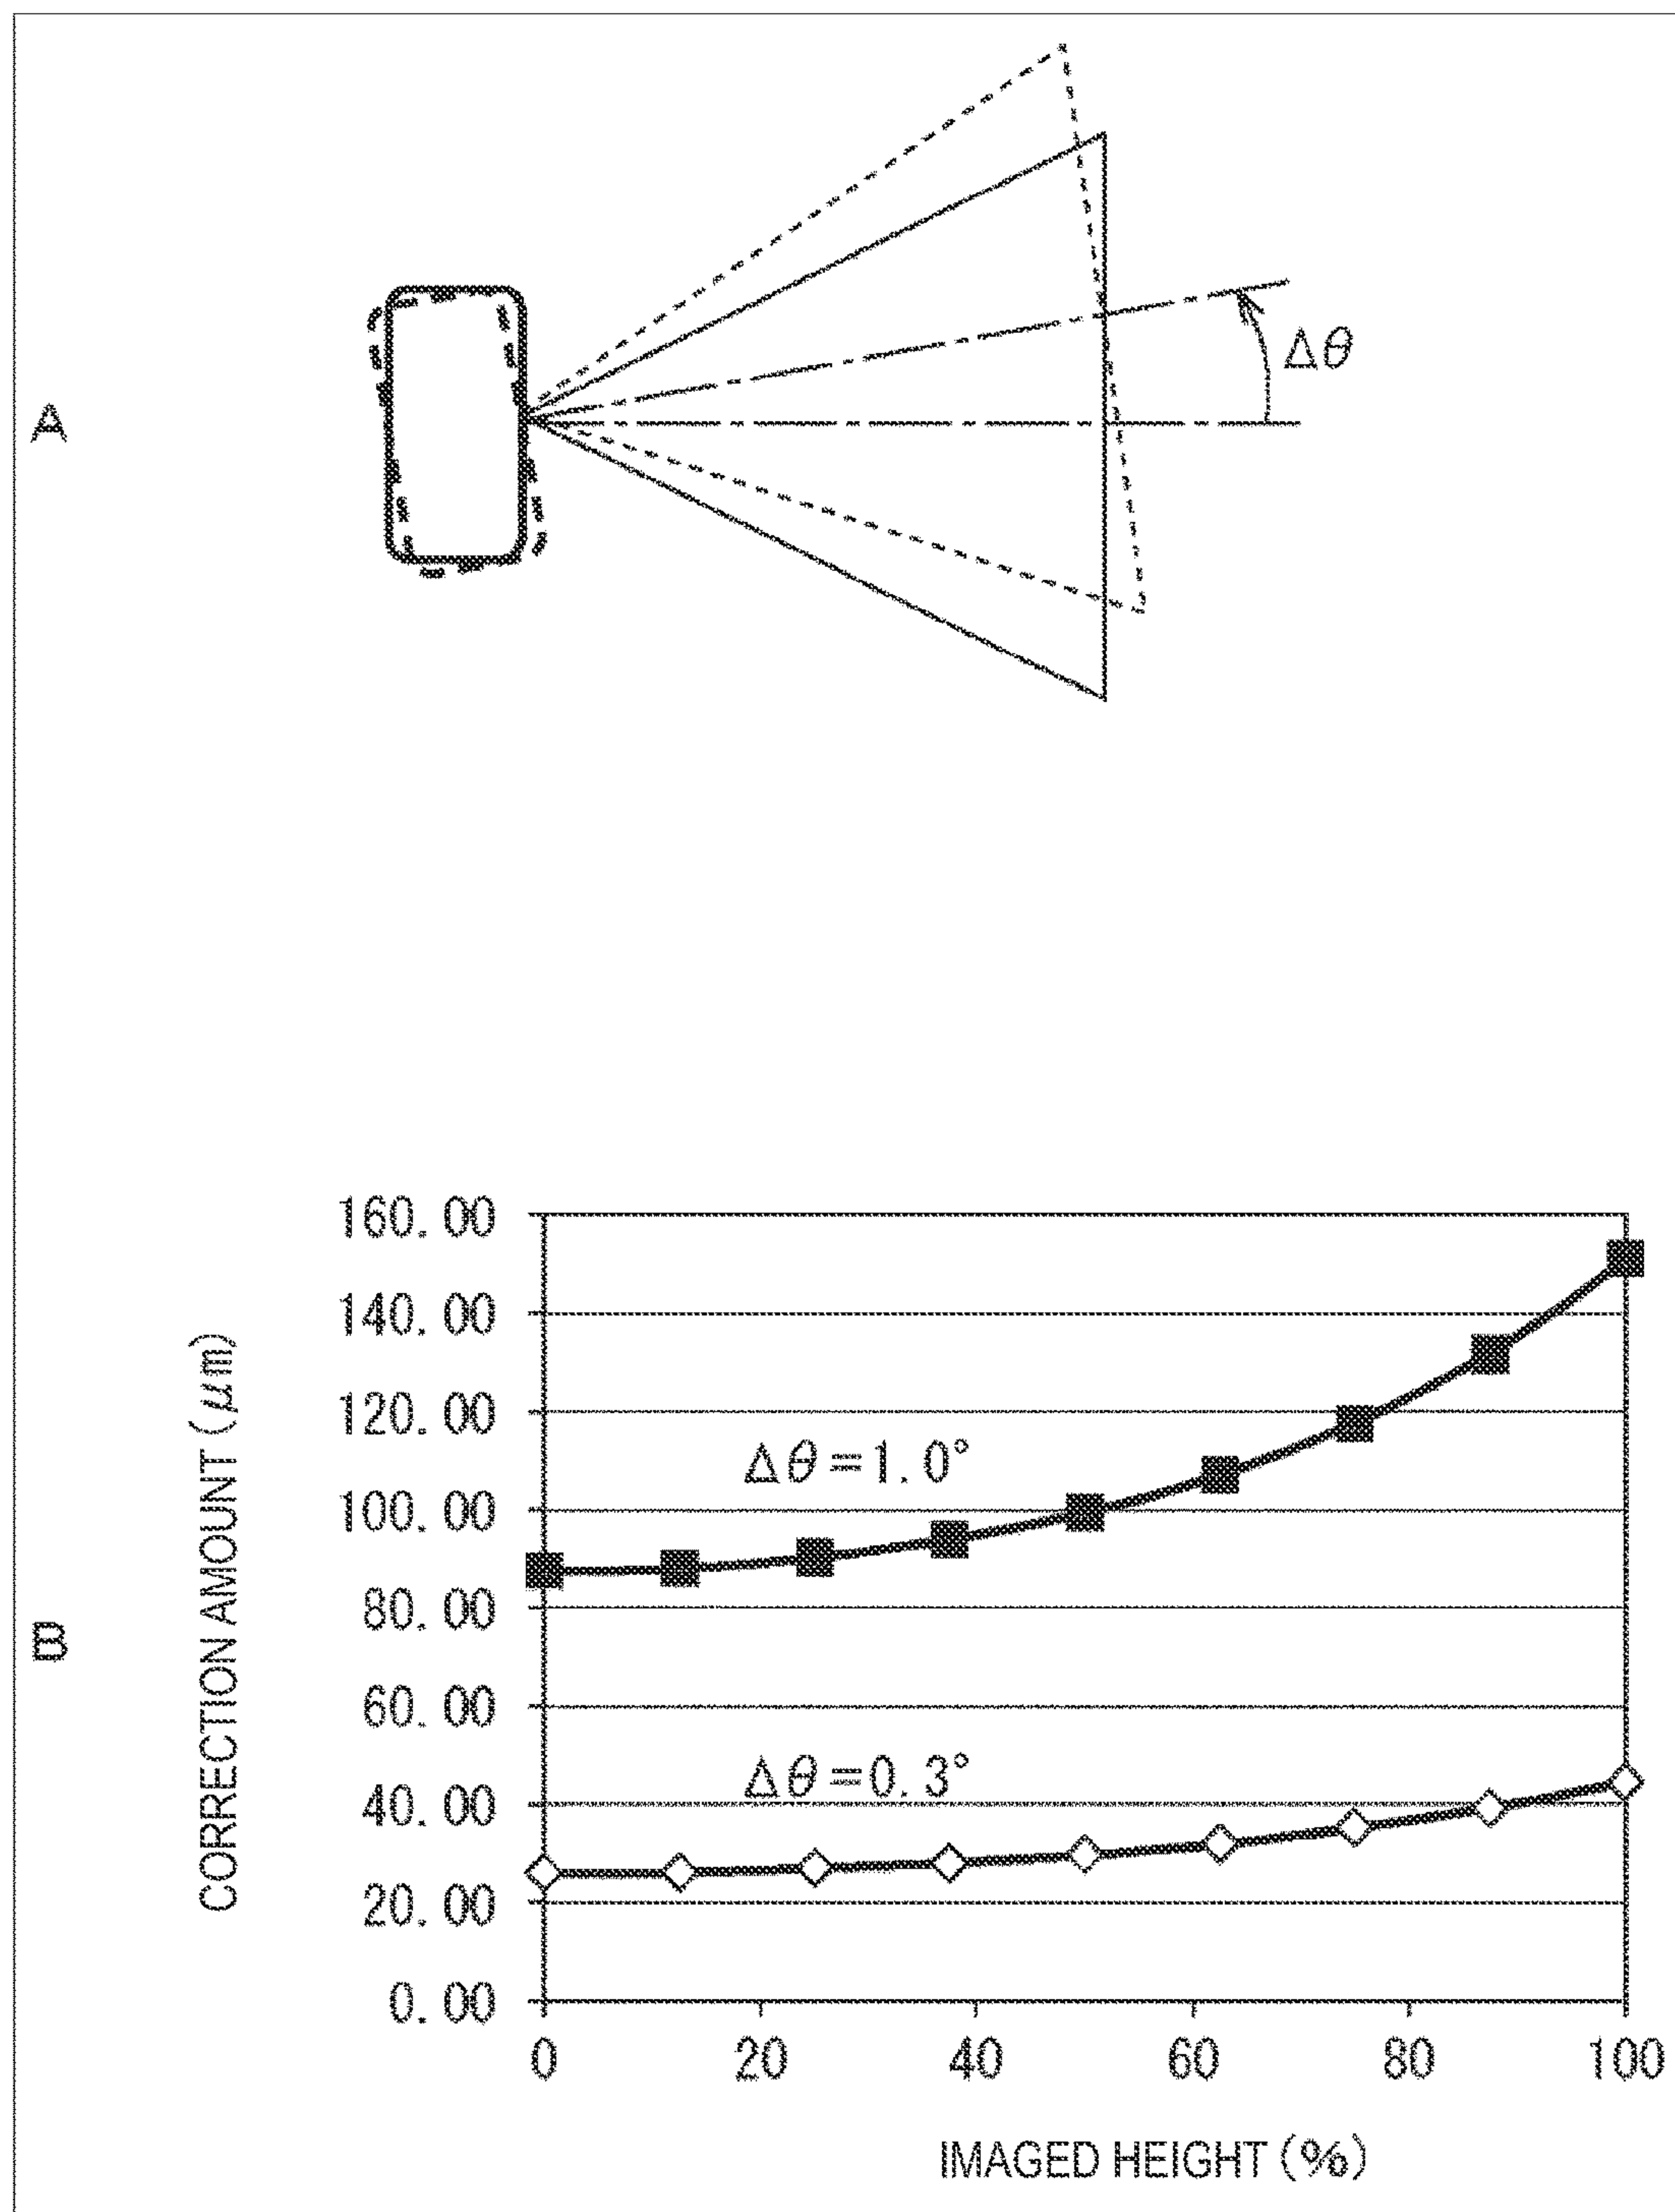 A
Δθ
B
CORRECTION AMOUNT (μm)
160.00
140.00
120.00
100.00
80.00
60.00
40.00
20.00
0.00
Δθ=1.0°
Δθ=0.3°
0 20 40 60 80 100
IMAGED HEIGHT (%)